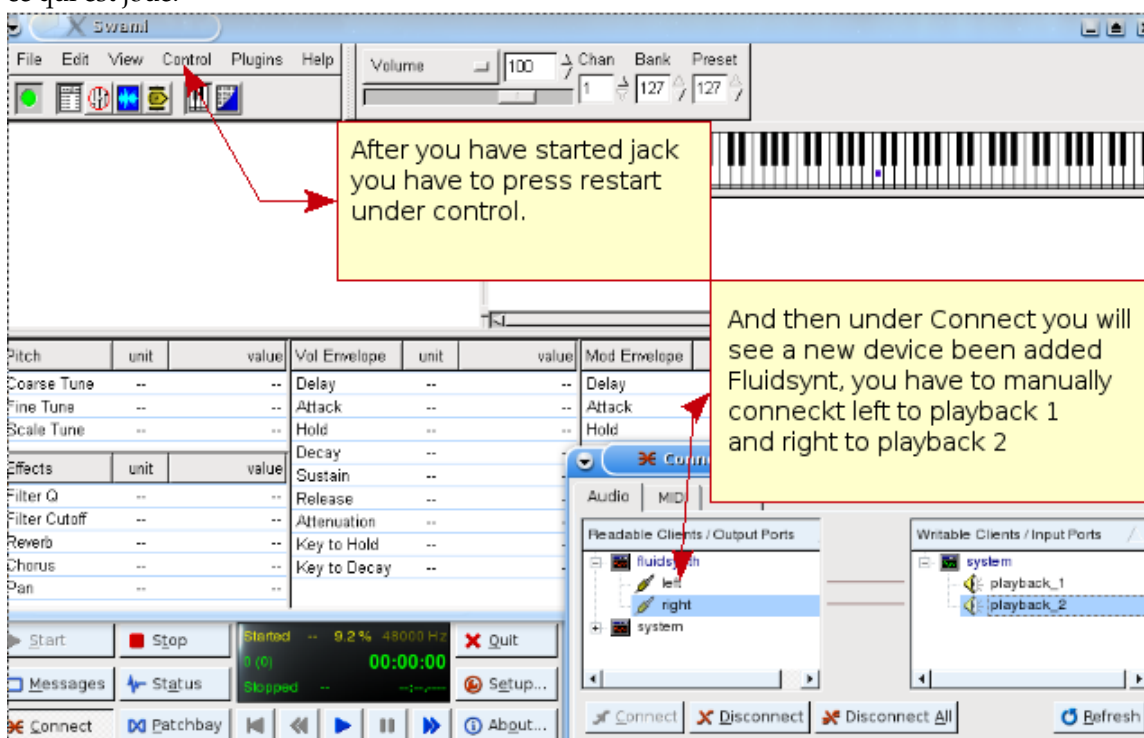 ce qui est joué.
Swami
File Edit View Control Plugins Help
Volume 100 Chan Bank Preset
1 127 127
After you have started jack
you have to press restart
under control.
And then under Connect you will
see a new device been added
Fluidsynt, you have to manually
conneckt left to playback 1
and right to playback 2
Pitch unit value Vol Envelope unit value Mod Envelope
Coarse Tune -- -- Delay -- -- Delay
Fine Tune -- -- Attack -- -- Attack
Scale Tune -- -- Hold -- -- Hold
Decay --
Effects unit value Sustain --
Filter Q -- -- Release --
Filter Cutoff -- -- Attenuation --
Reverb -- -- Key to Hold --
Chorus -- -- Key to Decay --
Pan -- --
Audio MIDI
Readable Clients / Output Ports Writable Clients / Input Ports
fluidsynth system
left playback_1
right playback_2
system
Start Stop Started -- 9.2 % 48000 Hz Quit
0 (0) 00:00:00
Messages Status Stopped -- --:--.---- Setup...
Connect Patchbay About...
Connect Disconnect Disconnect All Refresh